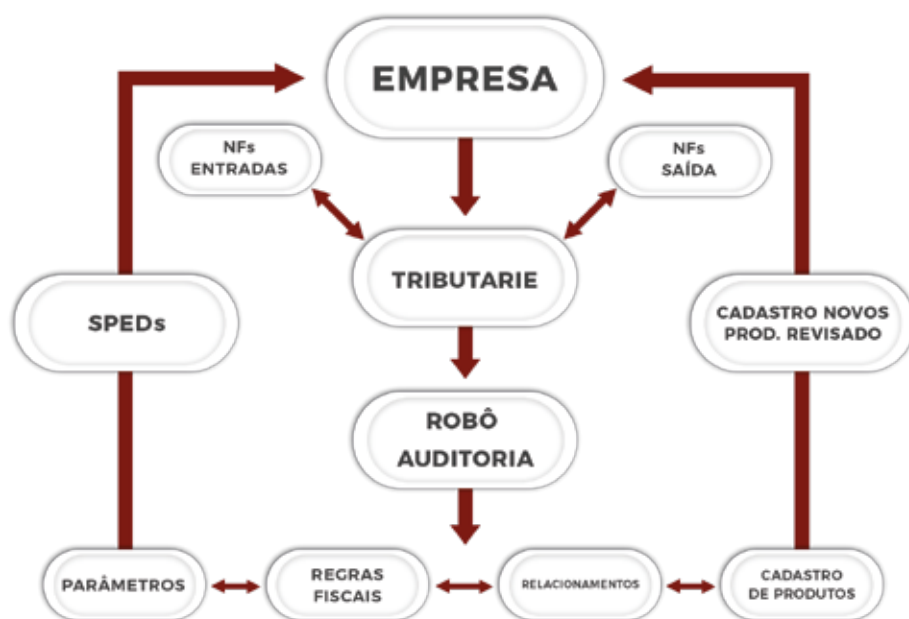 EMPRESA
NFs
ENTRADAS
NFs
SAÍDA
TRIBUTARIE
SPEDs
CADASTRO NOVOS
PROD. REVISADO
ROBÔ
AUDITORIA
PARÂMETROS
REGRAS
FISCAIS
RELACIONAMENTOS
CADASTRO
DE PRODUTOS